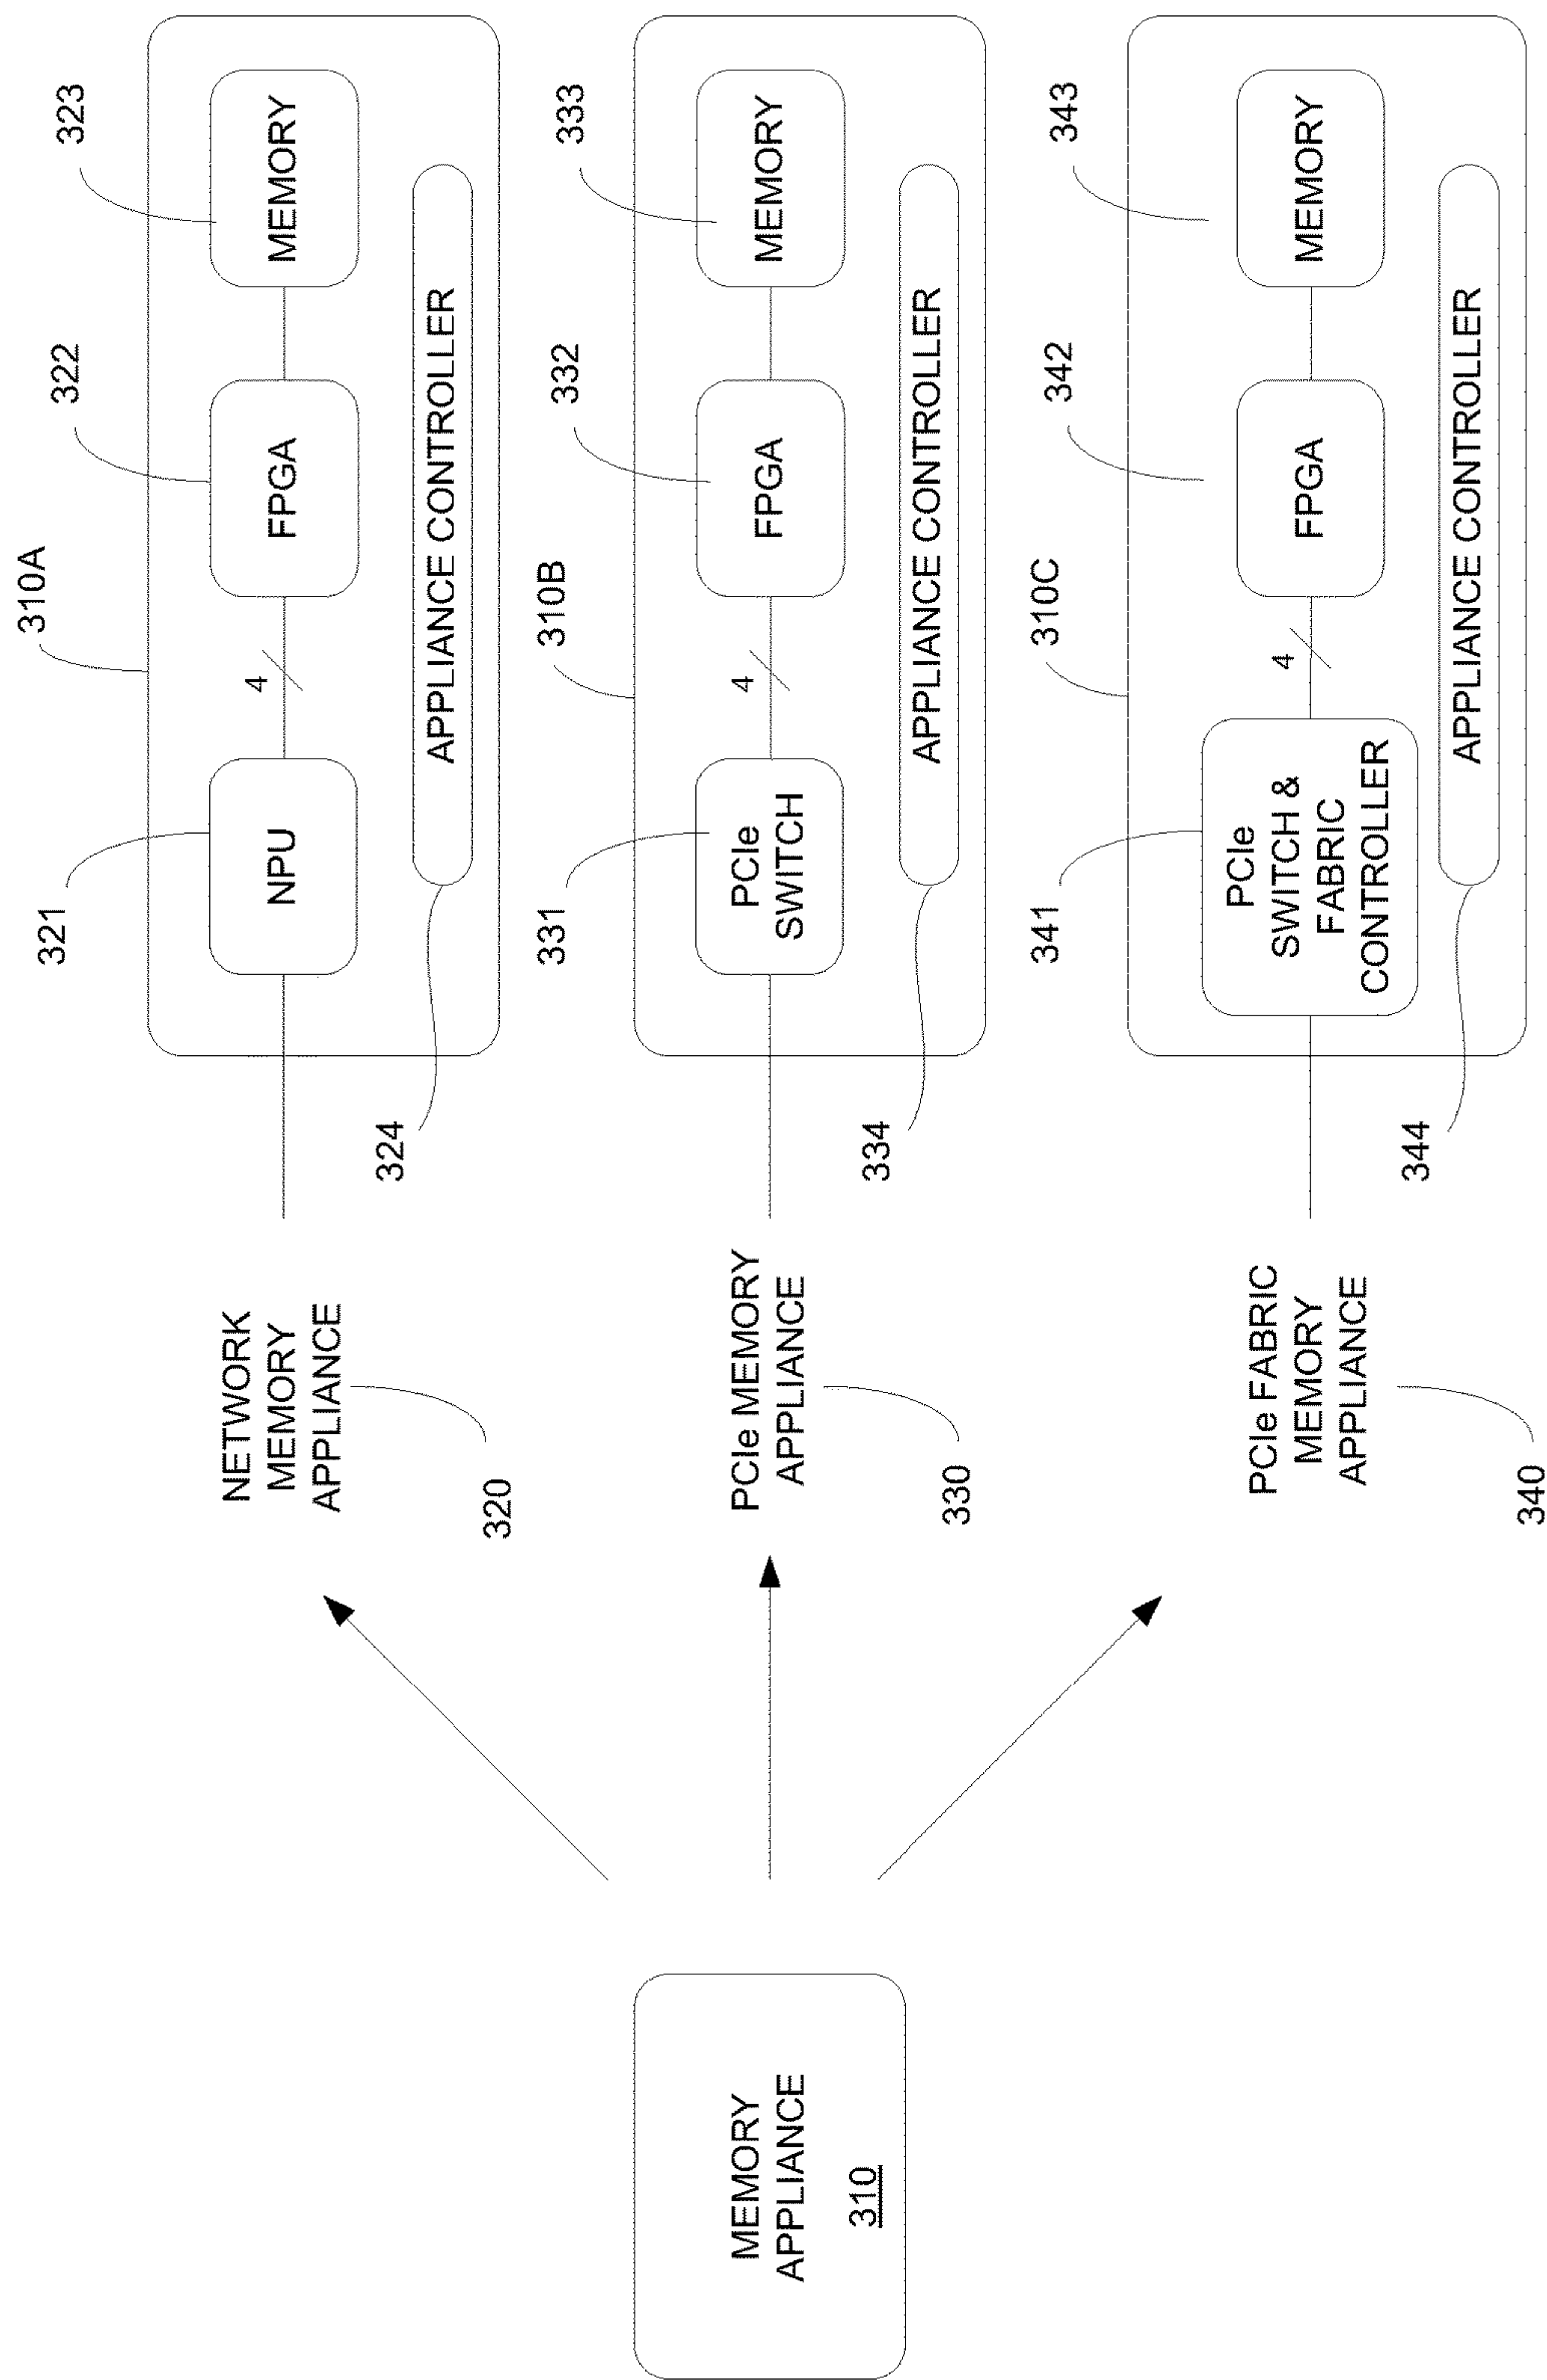 MEMORY
APPLIANCE
310
NETWORK
MEMORY
APPLIANCE
320
PCIe MEMORY
APPLIANCE
330
PCIe FABRIC
MEMORY
APPLIANCE
340
310A
321
NPU
4
322
FPGA
323
MEMORY
324
APPLIANCE CONTROLLER
310B
331
PCIe
SWITCH
4
332
FPGA
333
MEMORY
334
APPLIANCE CONTROLLER
310C
341
PCIe
SWITCH &
FABRIC
CONTROLLER
4
342
FPGA
343
MEMORY
344
APPLIANCE CONTROLLER